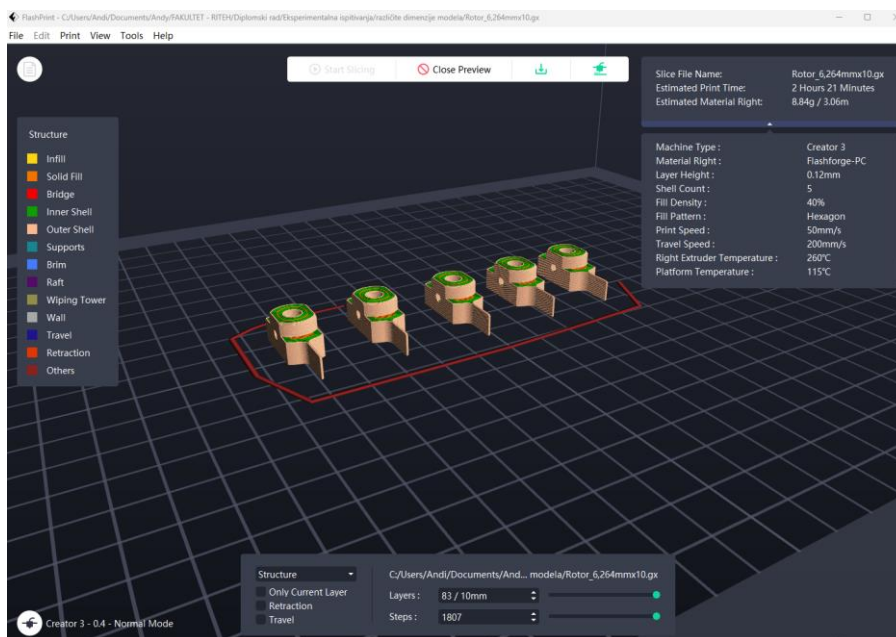 FlashPrint - C:/Users/Andi/Documents/Andy/FAKULTET - RITEH/Diplomski rad/Eksperimentalna ispitivanja/različite dimenzije modela/Rotor_6,264mmx10.gx
File Edit Print View Tools Help
Start Slicing Close Preview
Slice File Name: Rotor_6,264mmx10.gx
Estimated Print Time: 2 Hours 21 Minutes
Estimated Material Right: 8.84g / 3.06m
Machine Type : Creator 3
Material Right : Flashforge-PC
Layer Height : 0.12mm
Shell Count : 5
Fill Density : 40%
Fill Pattern : Hexagon
Print Speed : 50mm/s
Travel Speed : 200mm/s
Right Extruder Temperature : 260℃
Platform Temperature : 115℃
Structure
Infill
Solid Fill
Bridge
Inner Shell
Outer Shell
Supports
Brim
Raft
Wiping Tower
Wall
Travel
Retraction
Others
Structure
Only Current Layer
Retraction
Travel
C:/Users/Andi/Documents/And... modela/Rotor_6,264mmx10.gx
Layers : 83 / 10mm
Steps : 1807
Creator 3 - 0.4 - Normal Mode